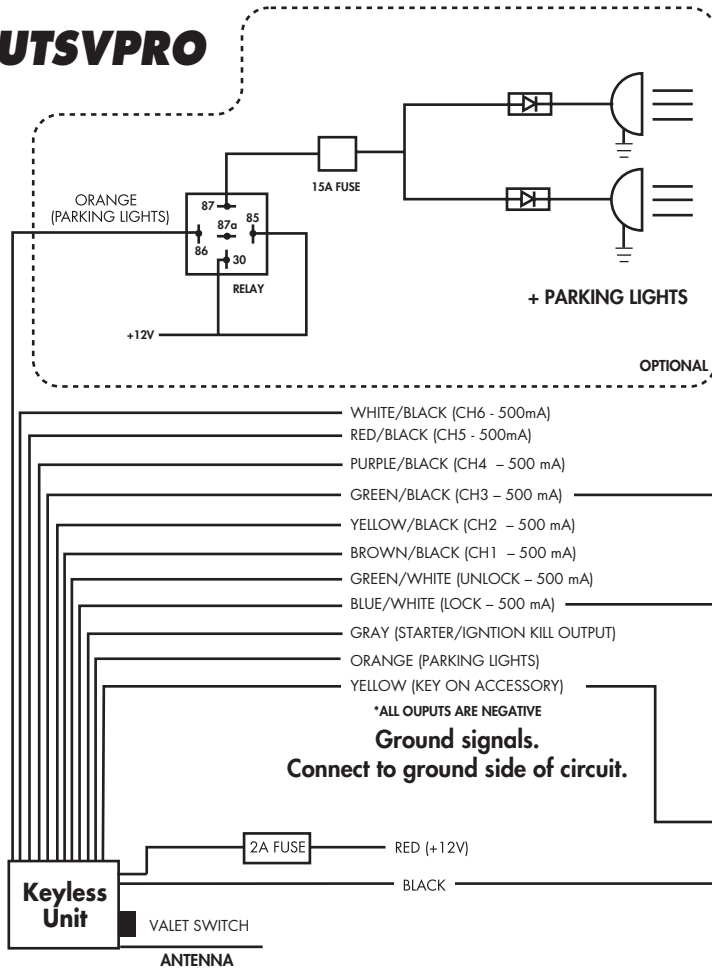 UTSVPRO
ORANGE
(PARKING LIGHTS)
87
87a
85
86
30
RELAY
+12V
15A FUSE
+ PARKING LIGHTS
OPTIONAL
WHITE/BLACK (CH6 - 500mA)
RED/BLACK (CH5 - 500mA)
PURPLE/BLACK (CH4 – 500 mA)
GREEN/BLACK (CH3 – 500 mA)
YELLOW/BLACK (CH2 – 500 mA)
BROWN/BLACK (CH1 – 500 mA)
GREEN/WHITE (UNLOCK – 500 mA)
BLUE/WHITE (LOCK – 500 mA)
GRAY (STARTER/IGNTION KILL OUTPUT)
ORANGE (PARKING LIGHTS)
YELLOW (KEY ON ACCESSORY)
*ALL OUPUTS ARE NEGATIVE
Ground signals.
Connect to ground side of circuit.
2A FUSE
RED (+12V)
BLACK
Keyless
Unit
VALET SWITCH
ANTENNA